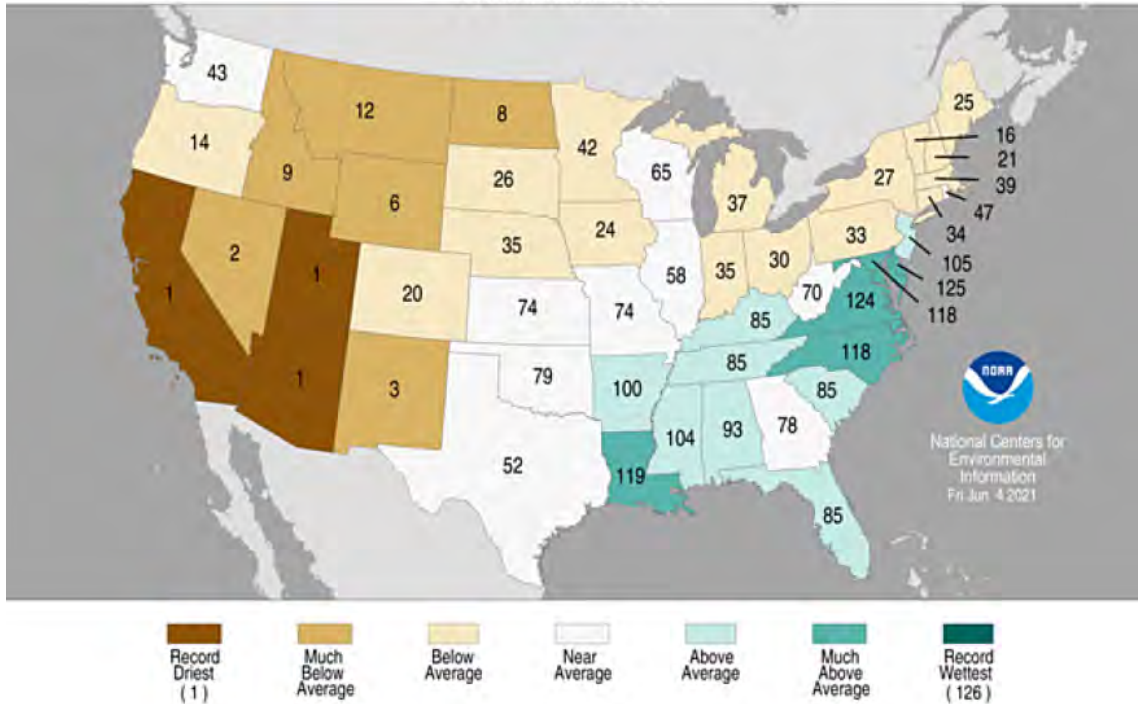 43
12
8
14
9
6
26
42
65
37
25
16
21
39
47
34
105
125
118
27
33
2
1
1
1
3
20
35
24
74
74
58
35
30
70
124
118
85
85
79
100
52
119
104
93
78
85
85
NOAA
National Centers for
Environmental
Information
Fri Jun 4 2021
Record
Driest
( 1 )
Much
Below
Average
Below
Average
Near
Average
Above
Average
Much
Above
Average
Record
Wettest
( 126 )